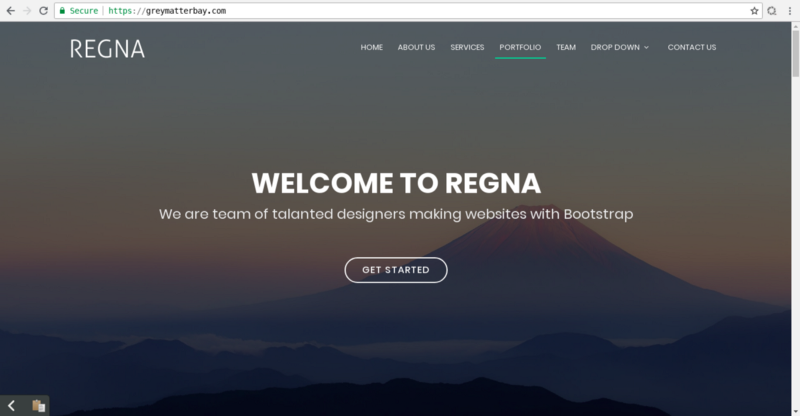 Secure https://greymatterbay.com
REGNA
HOME ABOUT US SERVICES PORTFOLIO TEAM DROP DOWN CONTACT US
WELCOME TO REGNA
We are team of talanted designers making websites with Bootstrap
GET STARTED